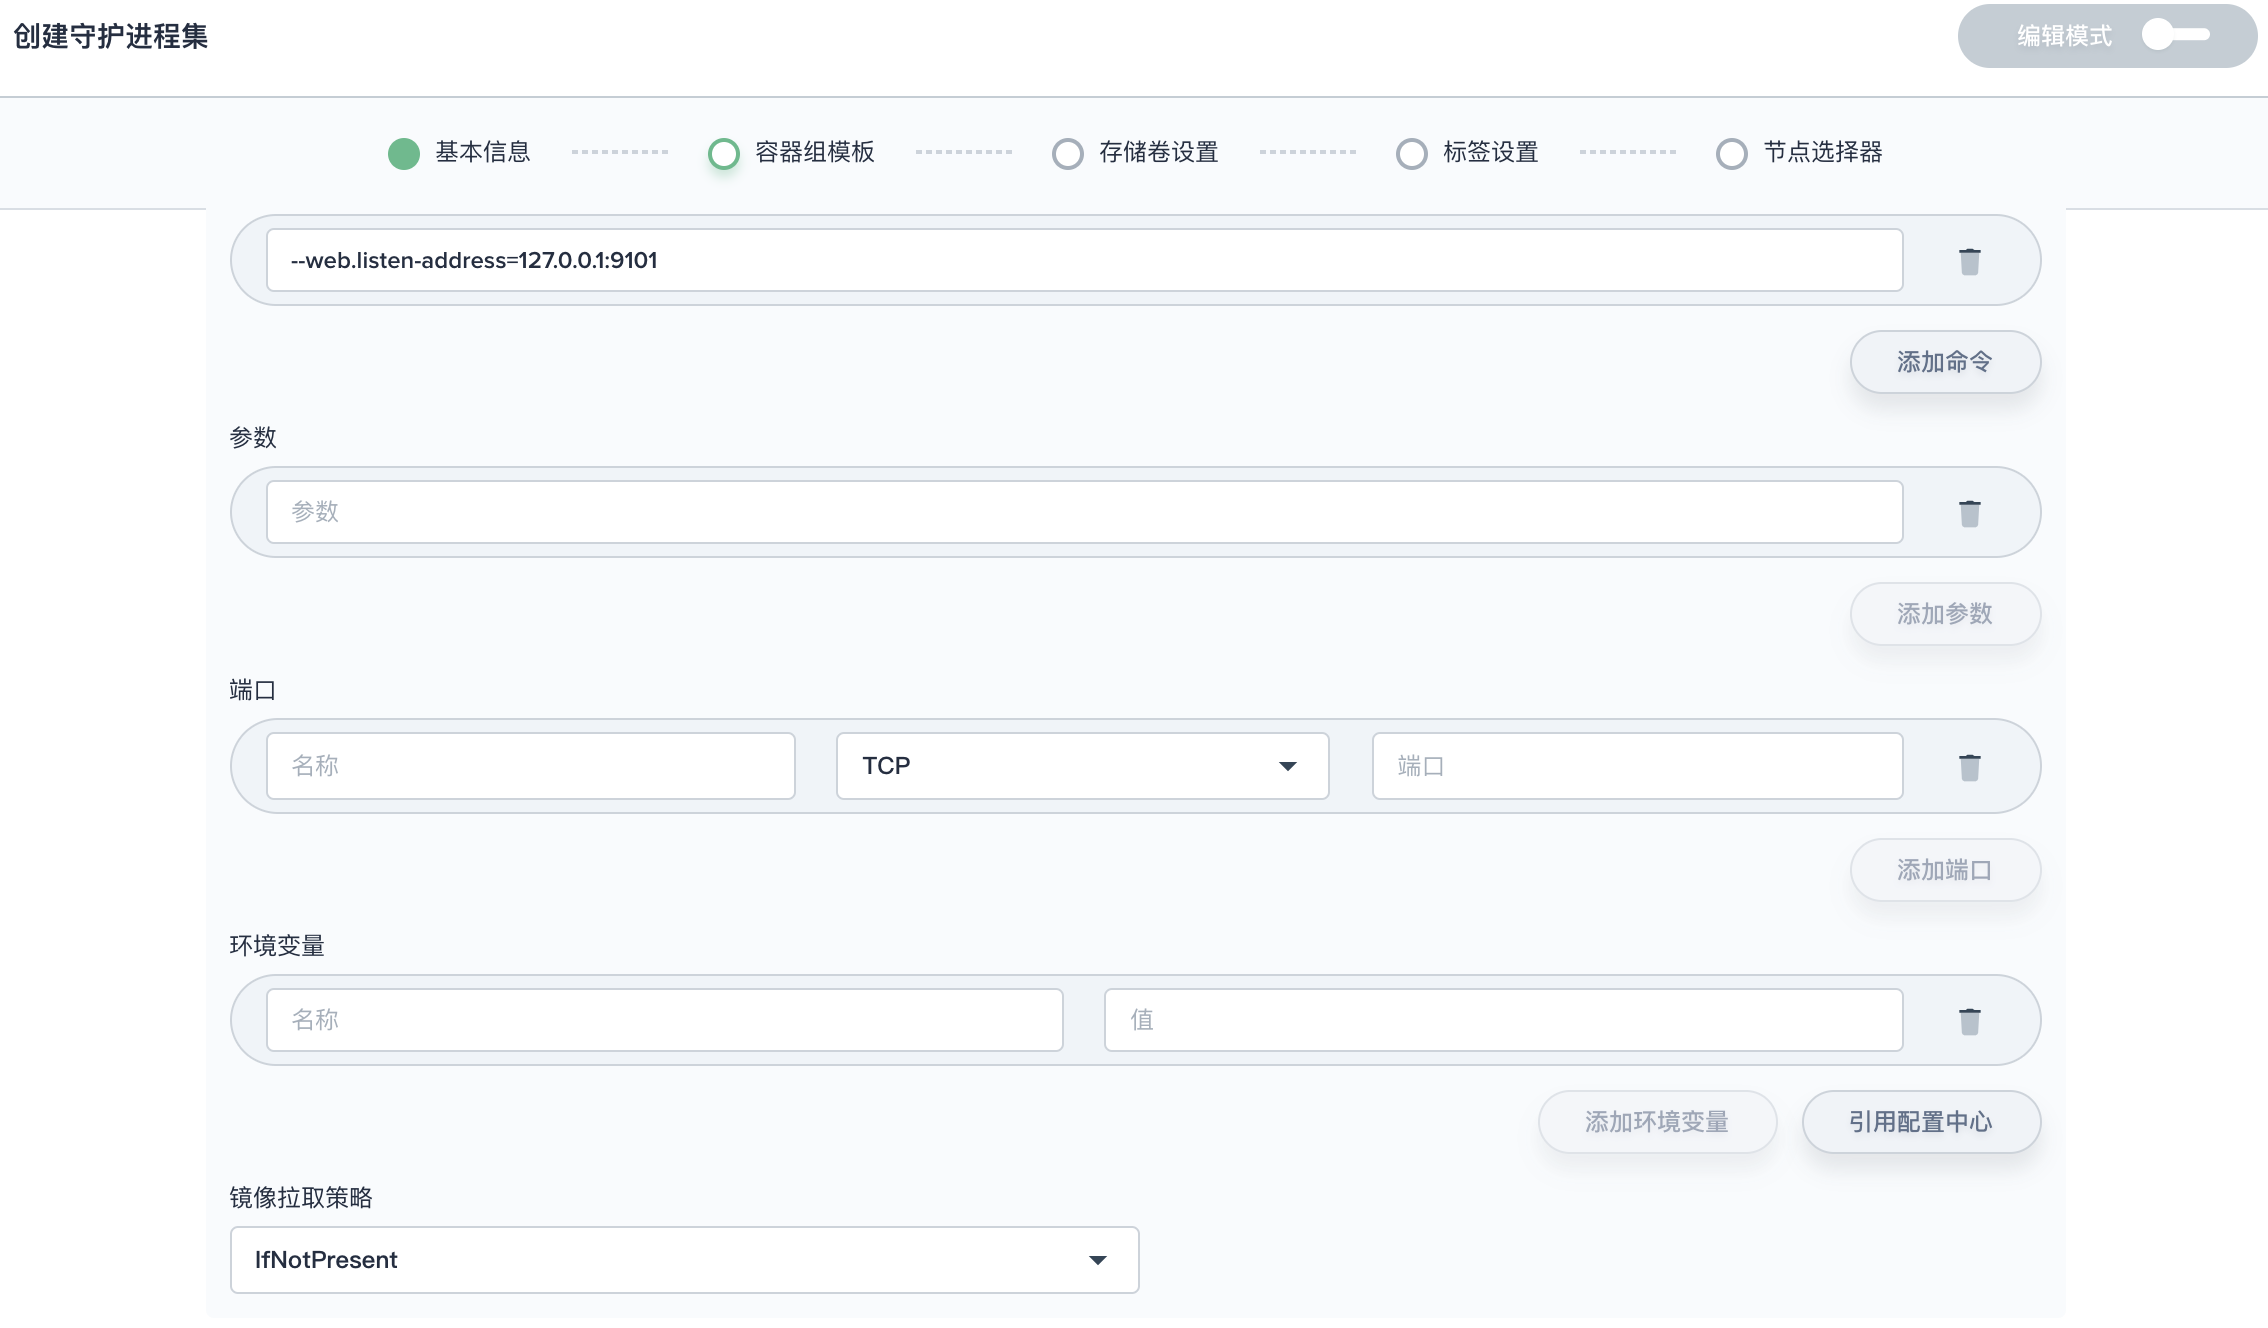 创建守护进程集
编辑模式
基本信息
容器组模板
存储卷设置
标签设置
节点选择器
--web.listen-address=127.0.0.1:9101
添加命令
参数
参数
添加参数
端口
名称
TCP
端口
添加端口
环境变量
名称
值
添加环境变量
引用配置中心
镜像拉取策略
IfNotPresent